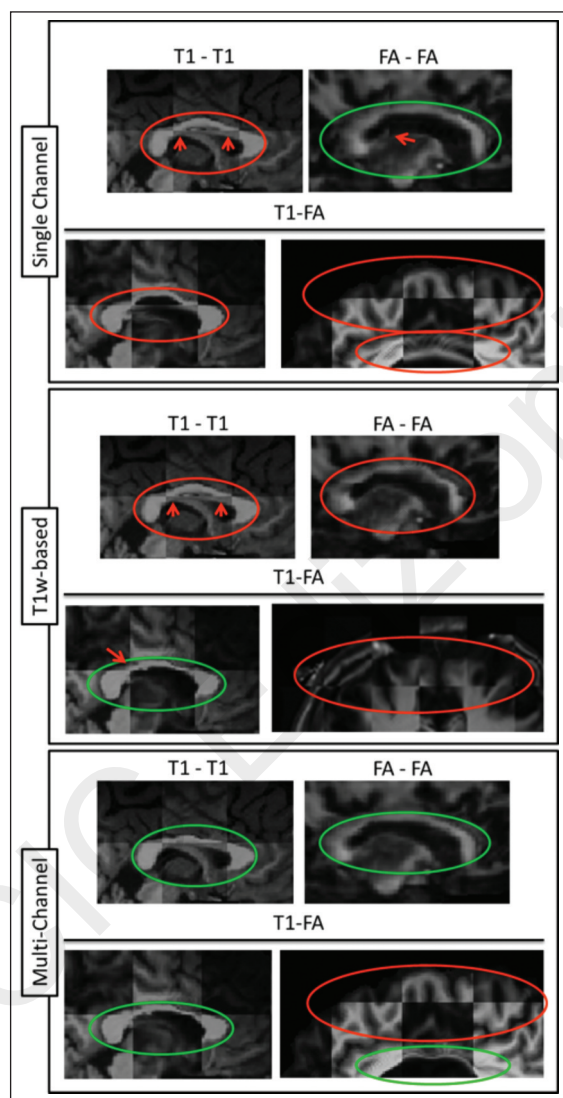 Single Channel
T1 - T1 FA - FA
T1-FA
T1w-based
T1 - T1 FA - FA
T1-FA
Multi-Channel
T1 - T1 FA - FA
T1-FA